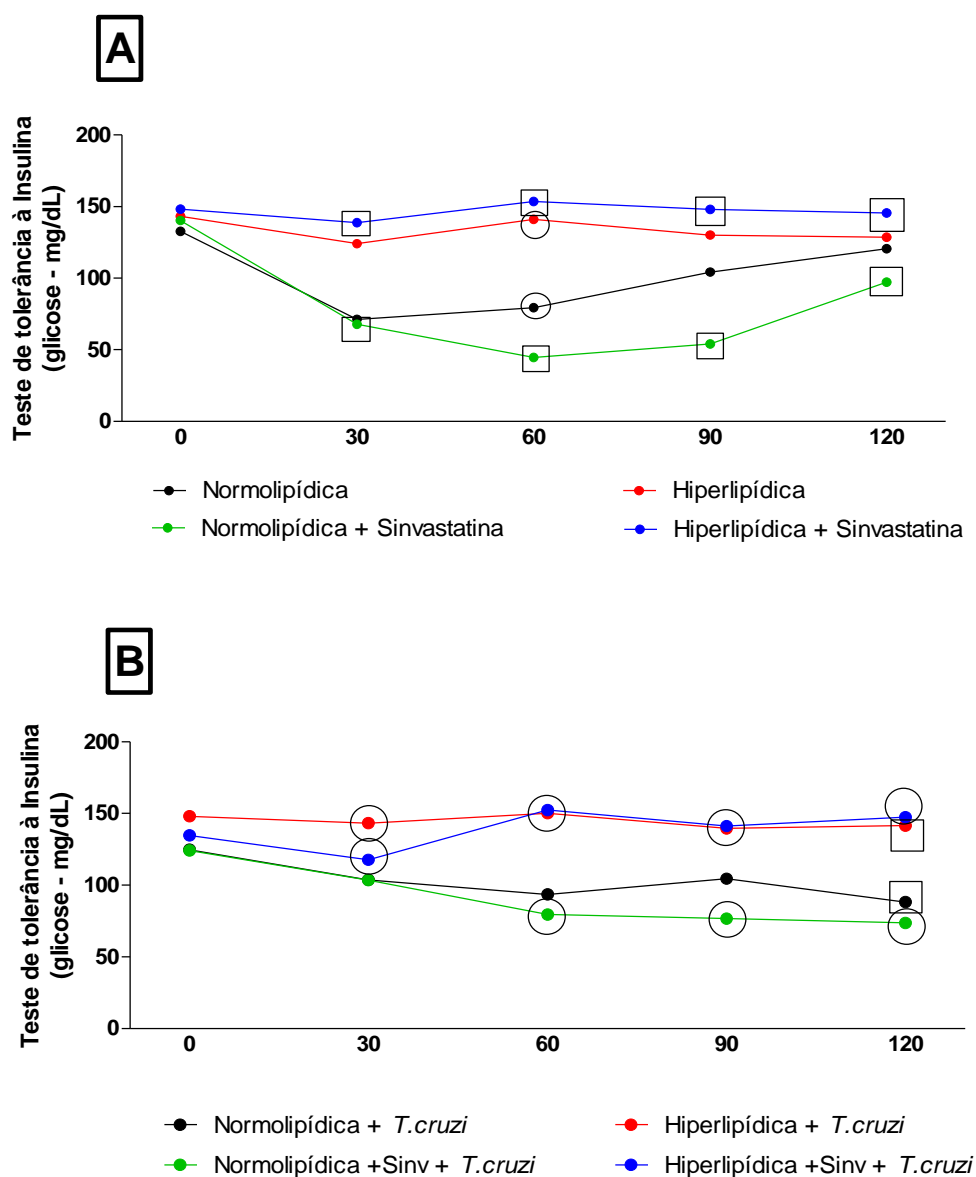 A
Teste de tolerância à Insulina
(glicose - mg/dL)
200
150
100
50
0
0 30 60 90 120
Normolipídica Hiperlipídica
Normolipídica + Sinvastatina Hiperlipídica + Sinvastatina
B
Teste de tolerância à Insulina
(glicose - mg/dL)
200
150
100
50
0
0 30 60 90 120
Normolipídica + T.cruzi Hiperlipídica + T.cruzi
Normolipídica +Sinv + T.cruzi Hiperlipídica +Sinv + T.cruzi